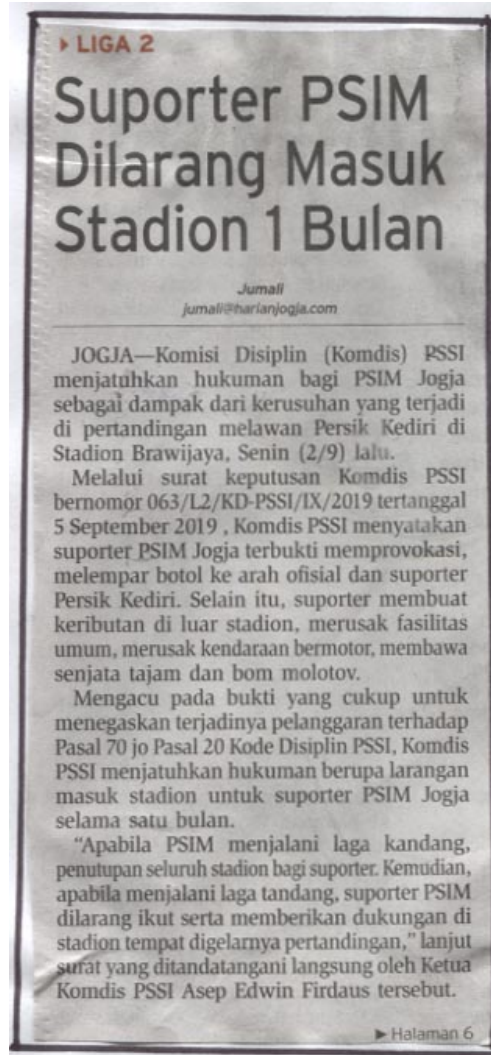 LIGA 2
Suporter PSIM
Dilarang Masuk
Stadion 1 Bulan
Jumali
jumali@harianjogja.com
JOGJA—Komisi Disiplin (Komdis) PSSI
menjatuhkan hukuman bagi PSIM Jogja
sebagai dampak dari kerusuhan yang terjadi
di pertandingan melawan Persik Kediri di
Stadion Brawijaya, Senin (2/9) lalu.
Melalui surat keputusan Komdis PSSI
bernomor 063/L2/KD-PSSI/IX/2019 tertanggal
5 September 2019 , Komdis PSSI menyatakan
suporter PSIM Jogja terbukti memprovokasi,
melempar botol ke arah ofisial dan suporter
Persik Kediri. Selain itu, suporter membuat
keributan di luar stadion, merusak fasilitas
umum, merusak kendaraan bermotor, membawa
senjata tajam dan bom molotov.
Mengacu pada bukti yang cukup untuk
menegaskan terjadinya pelanggaran terhadap
Pasal 70 jo Pasal 20 Kode Disiplin PSSI, Komdis
PSSI menjatuhkan hukuman berupa larangan
masuk stadion untuk suporter PSIM Jogja
selama satu bulan.
“Apabila PSIM menjalani laga kandang,
penutupan seluruh stadion bagi suporter. Kemudian,
apabila menjalani laga tandang, suporter PSIM
dilarang ikut serta memberikan dukungan di
stadion tempat digelarnya pertandingan,” lanjut
surat yang ditandatangani langsung oleh Ketua
Komdis PSSI Asep Edwin Firdaus tersebut.
Halaman 6